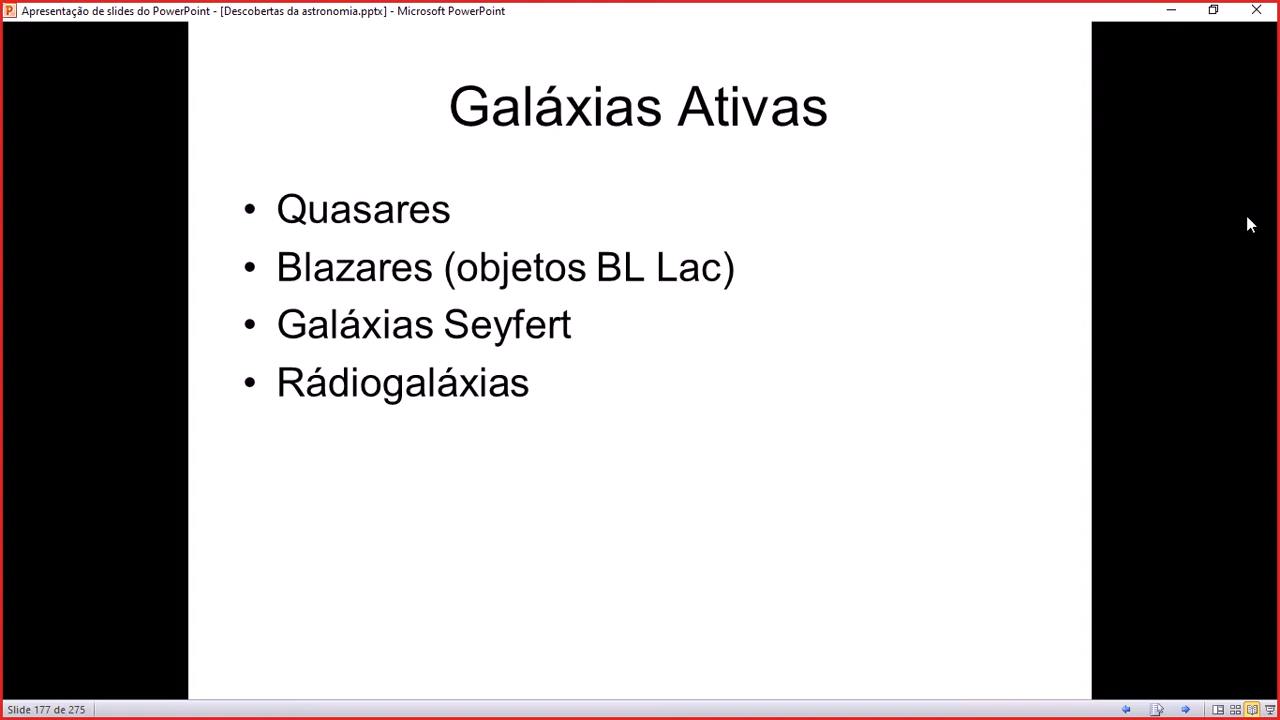 Apresentação de slides do PowerPoint - [Descobertas da astronomia.pptx] - Microsoft PowerPoint
Galáxias Ativas
• Quasares
• Blazares (objetos BL Lac)
• Galáxias Seyfert
• Rádiogaláxias
Slide 177 de 275